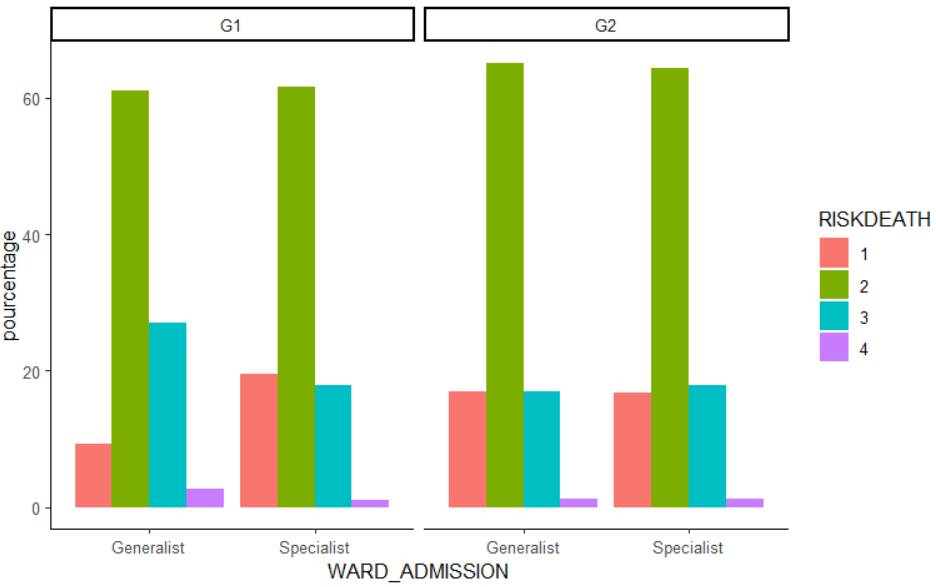 G1
G2
60
40
20
0
pourcentage
Generalist
Specialist
Generalist
Specialist
WARD_ADMISSION
RISKDEATH
1
2
3
4